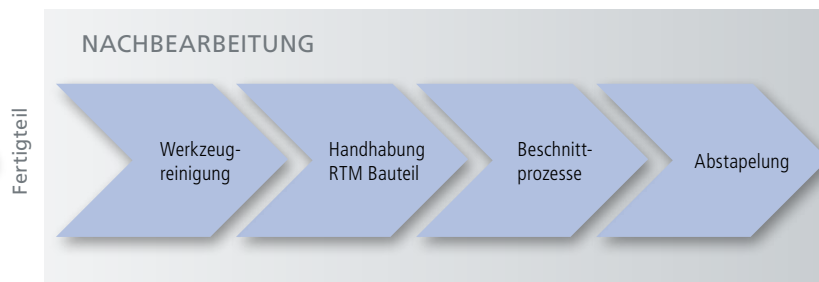 NACHBEARBEITUNG
Fertigteil
Werkzeug-
reinigung
Handhabung
RTM Bauteil
Beschnitt-
prozesse
Abstapelung